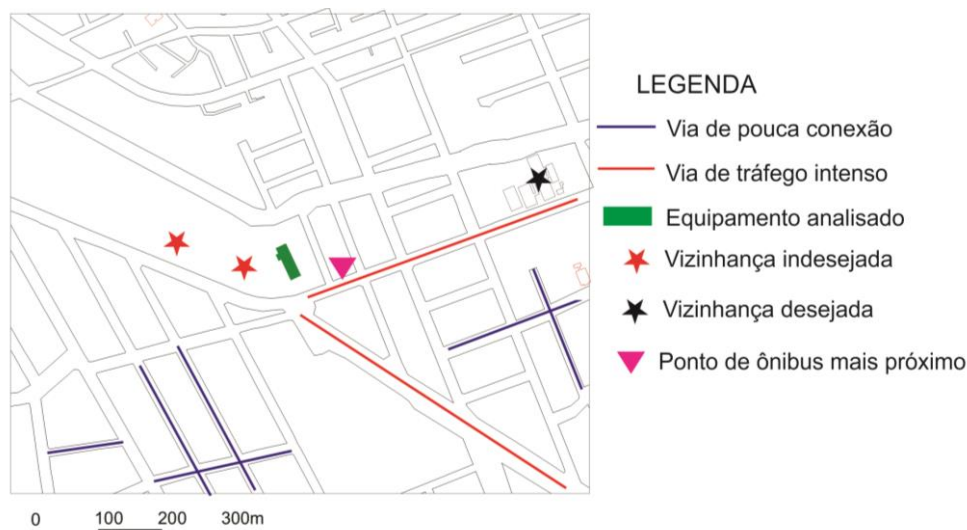 LEGENDA
Via de pouca conexão
Via de tráfego intenso
Equipamento analisado
Vizinhança indesejada
Vizinhança desejada
Ponto de ônibus mais próximo
0 100 200 300m